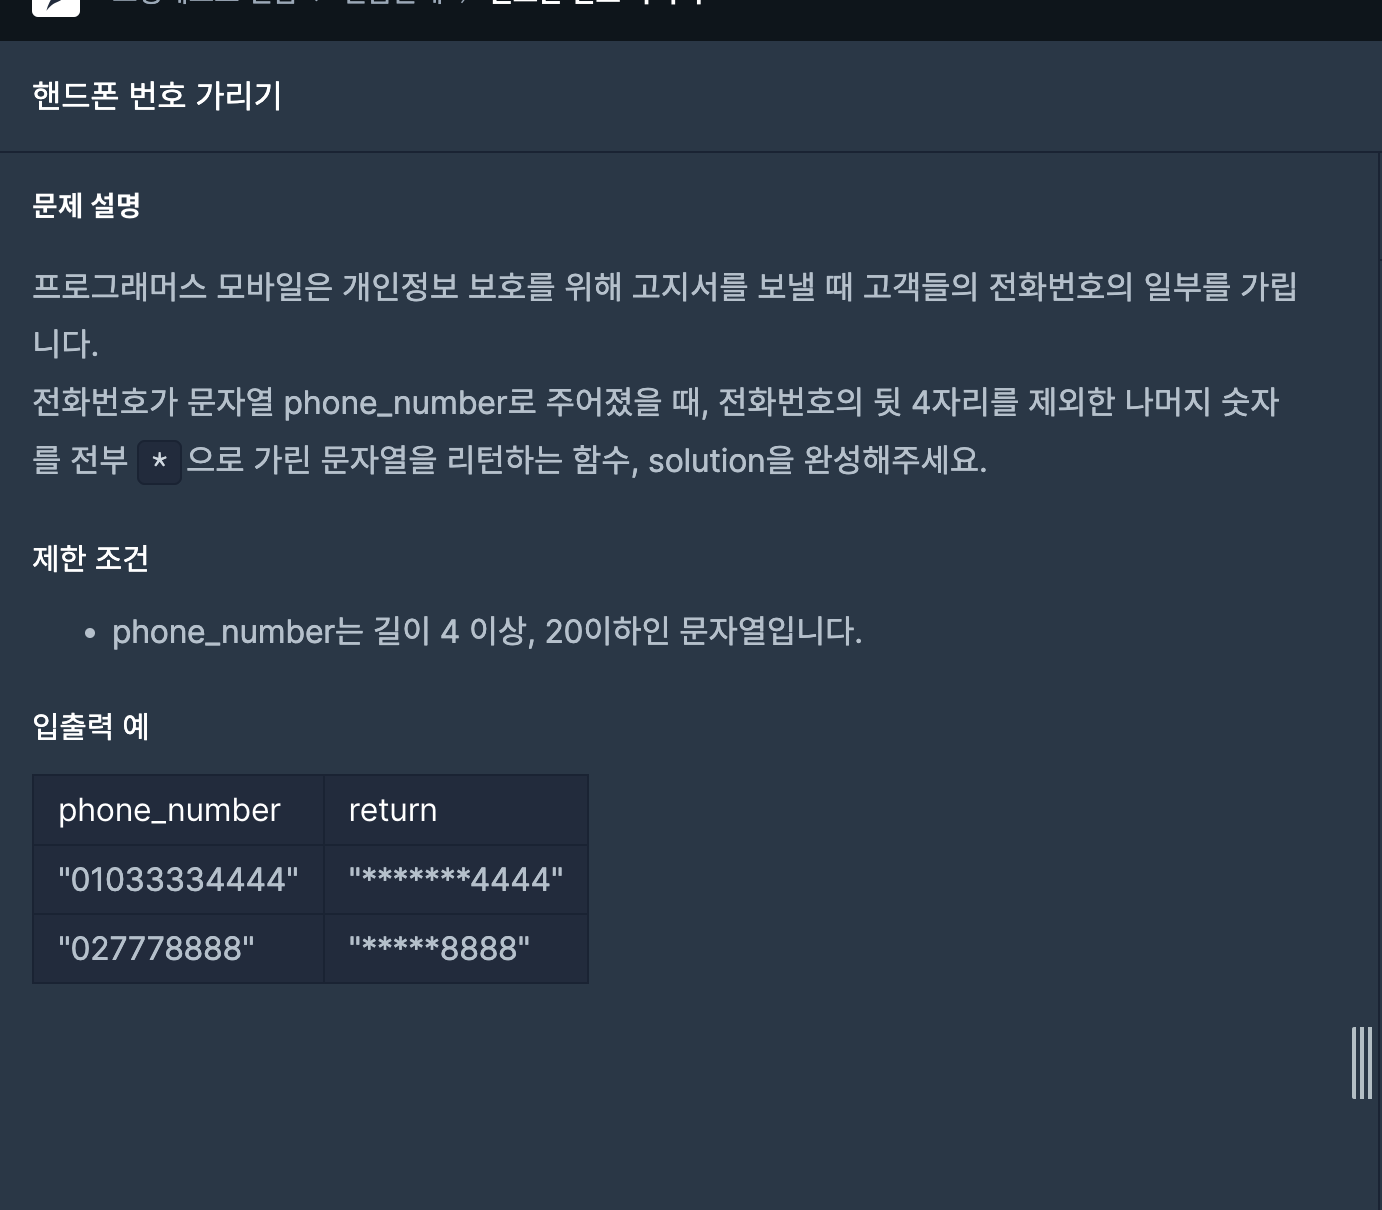 핸드폰 번호 가리기
문제 설명
프로그래머스 모바일은 개인정보 보호를 위해 고지서를 보낼 때 고객들의 전화번호의 일부를 가립
니다.
전화번호가 문자열 phone_number로 주어졌을 때, 전화번호의 뒷 4자리를 제외한 나머지 숫자
를 전부 * 으로 가린 문자열을 리턴하는 함수, solution을 완성해주세요.
제한 조건
• phone_number는 길이 4 이상, 20이하인 문자열입니다.
입출력 예
phone_number return
"01033334444" "*******4444"
"027778888" "*****8888"